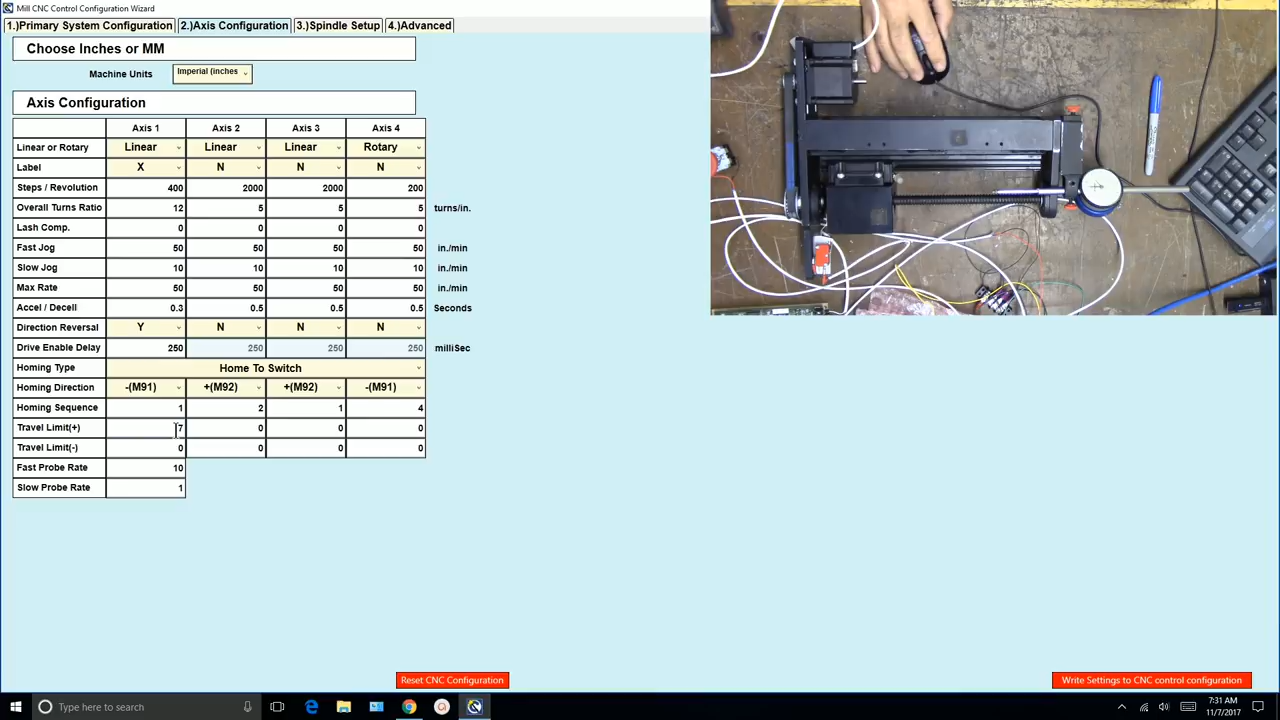 Mill CNC Control Configuration Wizard
1.)Primary System Configuration 2.)Axis Configuration 3.)Spindle Setup 4.)Advanced
Choose Inches or MM
Machine Units Imperial (inches
Axis Configuration
Axis 1 Axis 2 Axis 3 Axis 4
Linear or Rotary Linear Linear Linear Rotary
Label X N N N
Steps / Revolution 400 2000 2000 200
Overall Turns Ratio 12 5 5 5 turns/in.
Lash Comp. 0 0 0 0
Fast Jog 50 50 50 50 in./min
Slow Jog 10 10 10 10 in./min
Max Rate 50 50 50 50 in./min
Accel / Decell 0.3 0.5 0.5 0.5 Seconds
Direction Reversal Y N N N
Drive Enable Delay 250 250 250 250 milliSec
Homing Type Home To Switch
Homing Direction -(M91) +(M92) +(M92) -(M91)
Homing Sequence 1 2 1 4
Travel Limit(+) 7 0 0 0
Travel Limit(-) 0 0 0 0
Fast Probe Rate 10
Slow Probe Rate 1
Reset CNC Configuration Write Settings to CNC control configuration
Type here to search
7:31 AM
11/7/2017